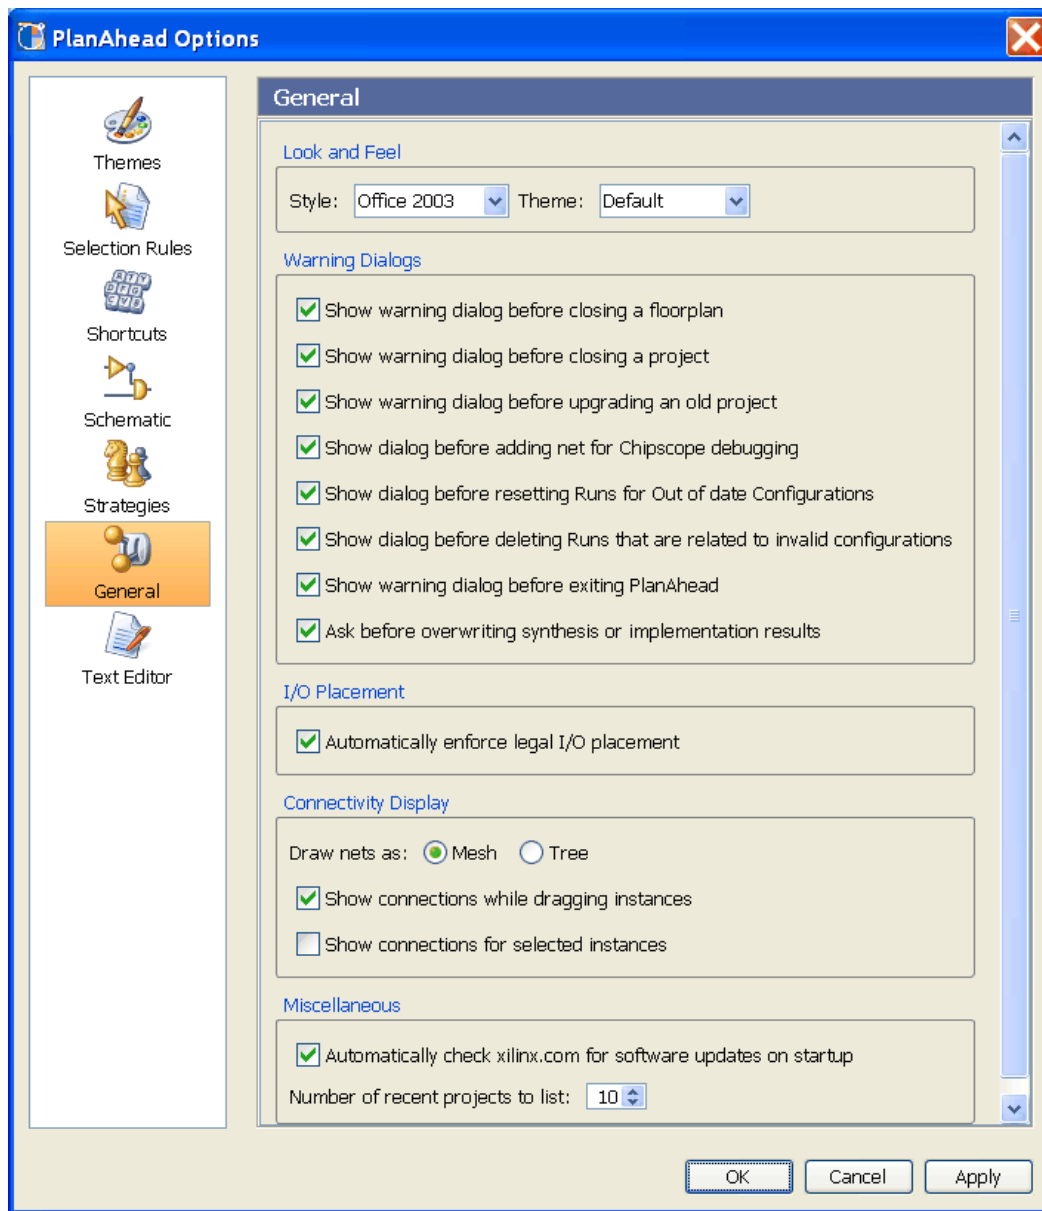 PlanAhead Options
Themes
Selection Rules
Shortcuts
Schematic
Strategies
General
Text Editor
General
Look and Feel
Style: Office 2003 Theme: Default
Warning Dialogs
Show warning dialog before closing a floorplan
Show warning dialog before closing a project
Show warning dialog before upgrading an old project
Show dialog before adding net for Chipscope debugging
Show dialog before resetting Runs for Out of date Configurations
Show dialog before deleting Runs that are related to invalid configurations
Show warning dialog before exiting PlanAhead
Ask before overwriting synthesis or implementation results
I/O Placement
Automatically enforce legal I/O placement
Connectivity Display
Draw nets as: Mesh Tree
Show connections while dragging instances
Show connections for selected instances
Miscellaneous
Automatically check xilinx.com for software updates on startup
Number of recent projects to list: 10
OK Cancel Apply